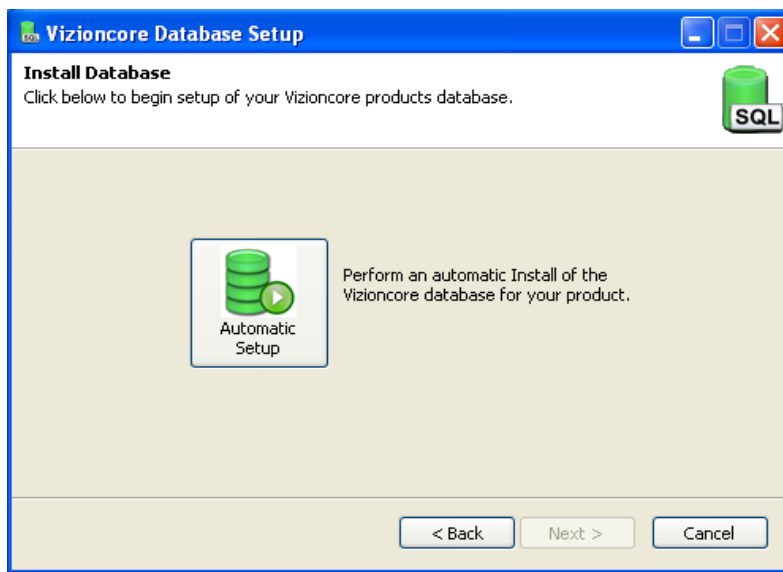 Vizioncore Database Setup
Install Database
Click below to begin setup of your Vizioncore products database.
SQL
Perform an automatic Install of the
Vizioncore database for your product.
Automatic
Setup
< Back
Next >
Cancel